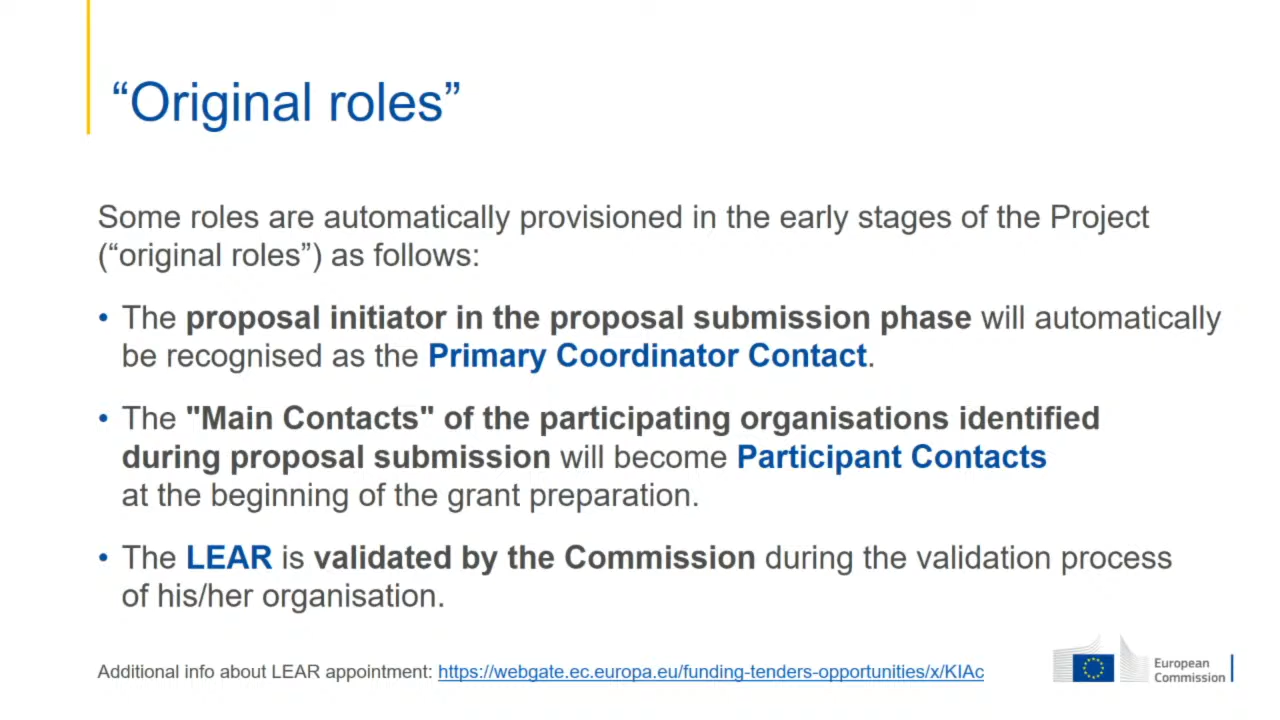 “Original roles”
Some roles are automatically provisioned in the early stages of the Project
(“original roles”) as follows:
• The proposal initiator in the proposal submission phase will automatically
be recognised as the Primary Coordinator Contact.
• The "Main Contacts" of the participating organisations identified
during proposal submission will become Participant Contacts
at the beginning of the grant preparation.
• The LEAR is validated by the Commission during the validation process
of his/her organisation.
Additional info about LEAR appointment: https://webgate.ec.europa.eu/funding-tenders-opportunities/x/KIAc
European
Commission